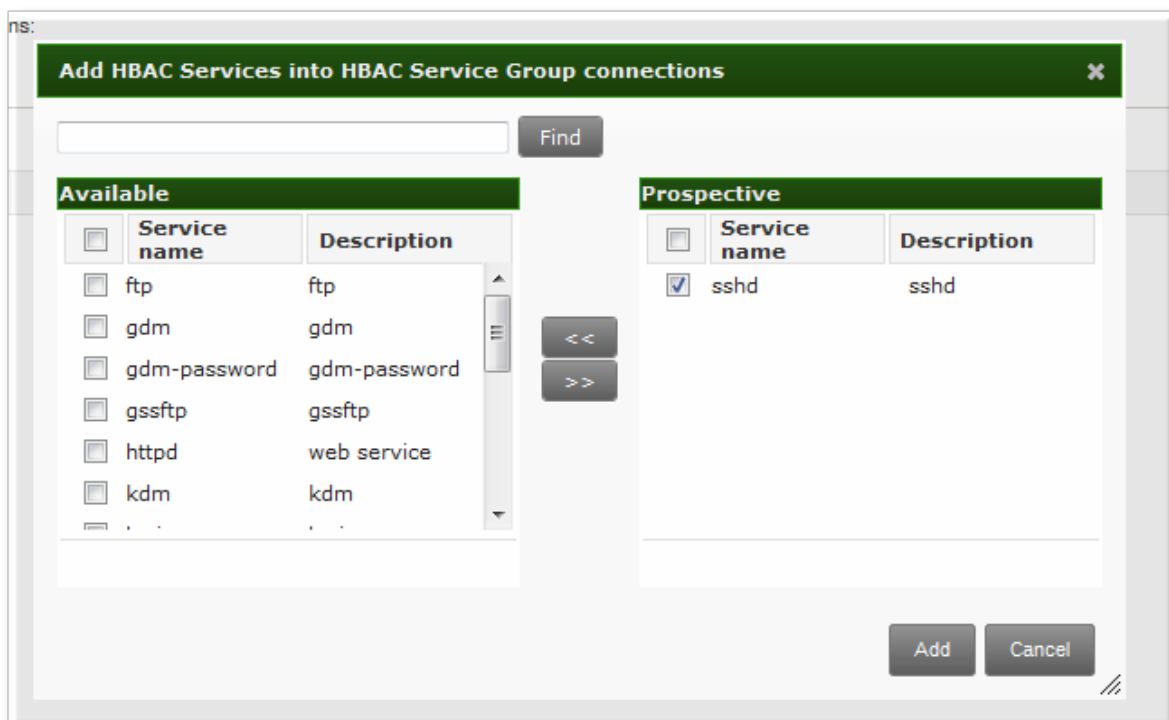 ns:
Add HBAC Services into HBAC Service Group connections
Find
Available
Service name Description
ftp ftp
gdm gdm
gdm-password gdm-password
gssftp gssftp
httpd web service
kdm kdm
<<
>>
Prospective
Service name Description
sshd sshd
Add Cancel